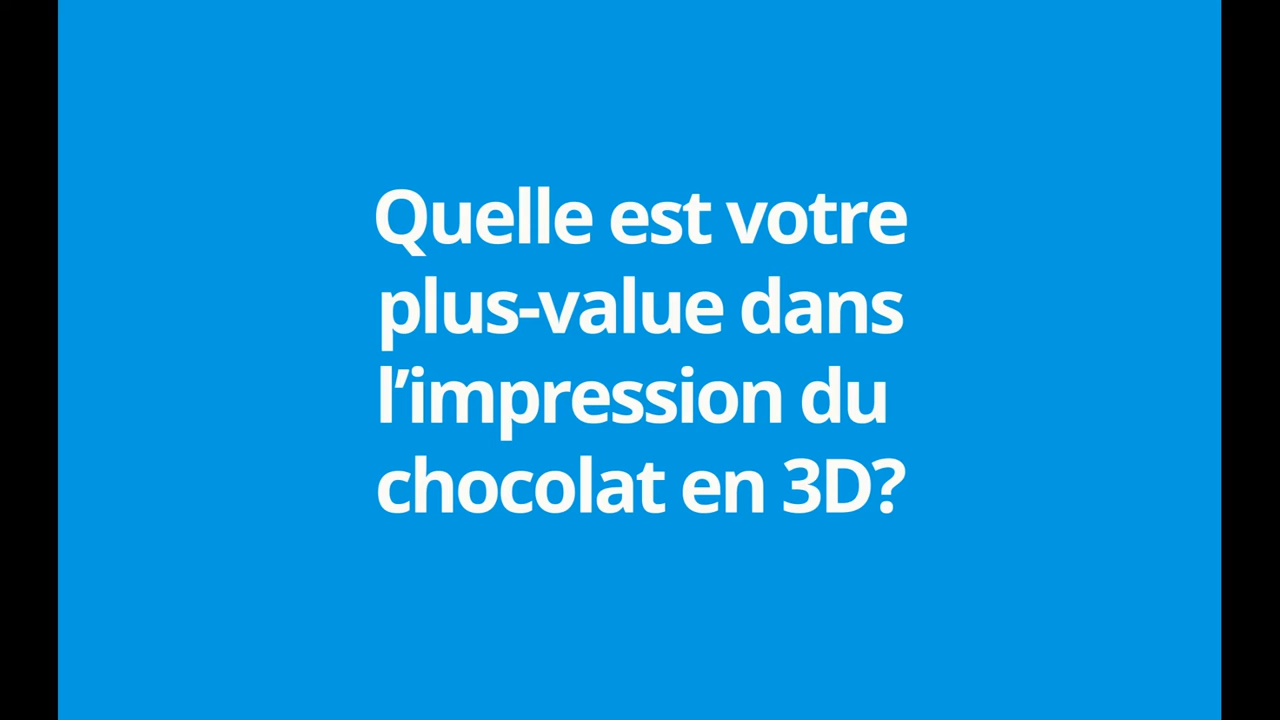 Quelle est votre
plus-value dans
l’impression du
chocolat en 3D?